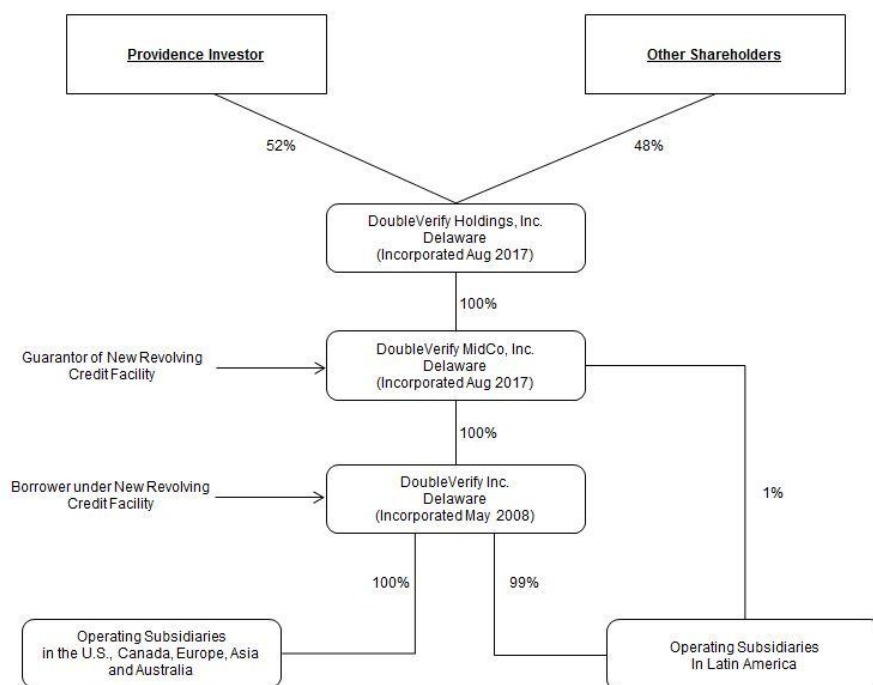 Providence Investor
Other Shareholders
52%
48%
DoubleVerify Holdings, Inc.
Delaware
(Incorporated Aug 2017)
100%
Guarantor of New Revolving
Credit Facility
DoubleVerify MidCo, Inc.
Delaware
(Incorporated Aug 2017)
100%
Borrower under New Revolving
Credit Facility
DoubleVerify Inc.
Delaware
(Incorporated May 2008)
1%
100%
99%
Operating Subsidiaries
in the U.S., Canada, Europe, Asia
and Australia
Operating Subsidiaries
In Latin America